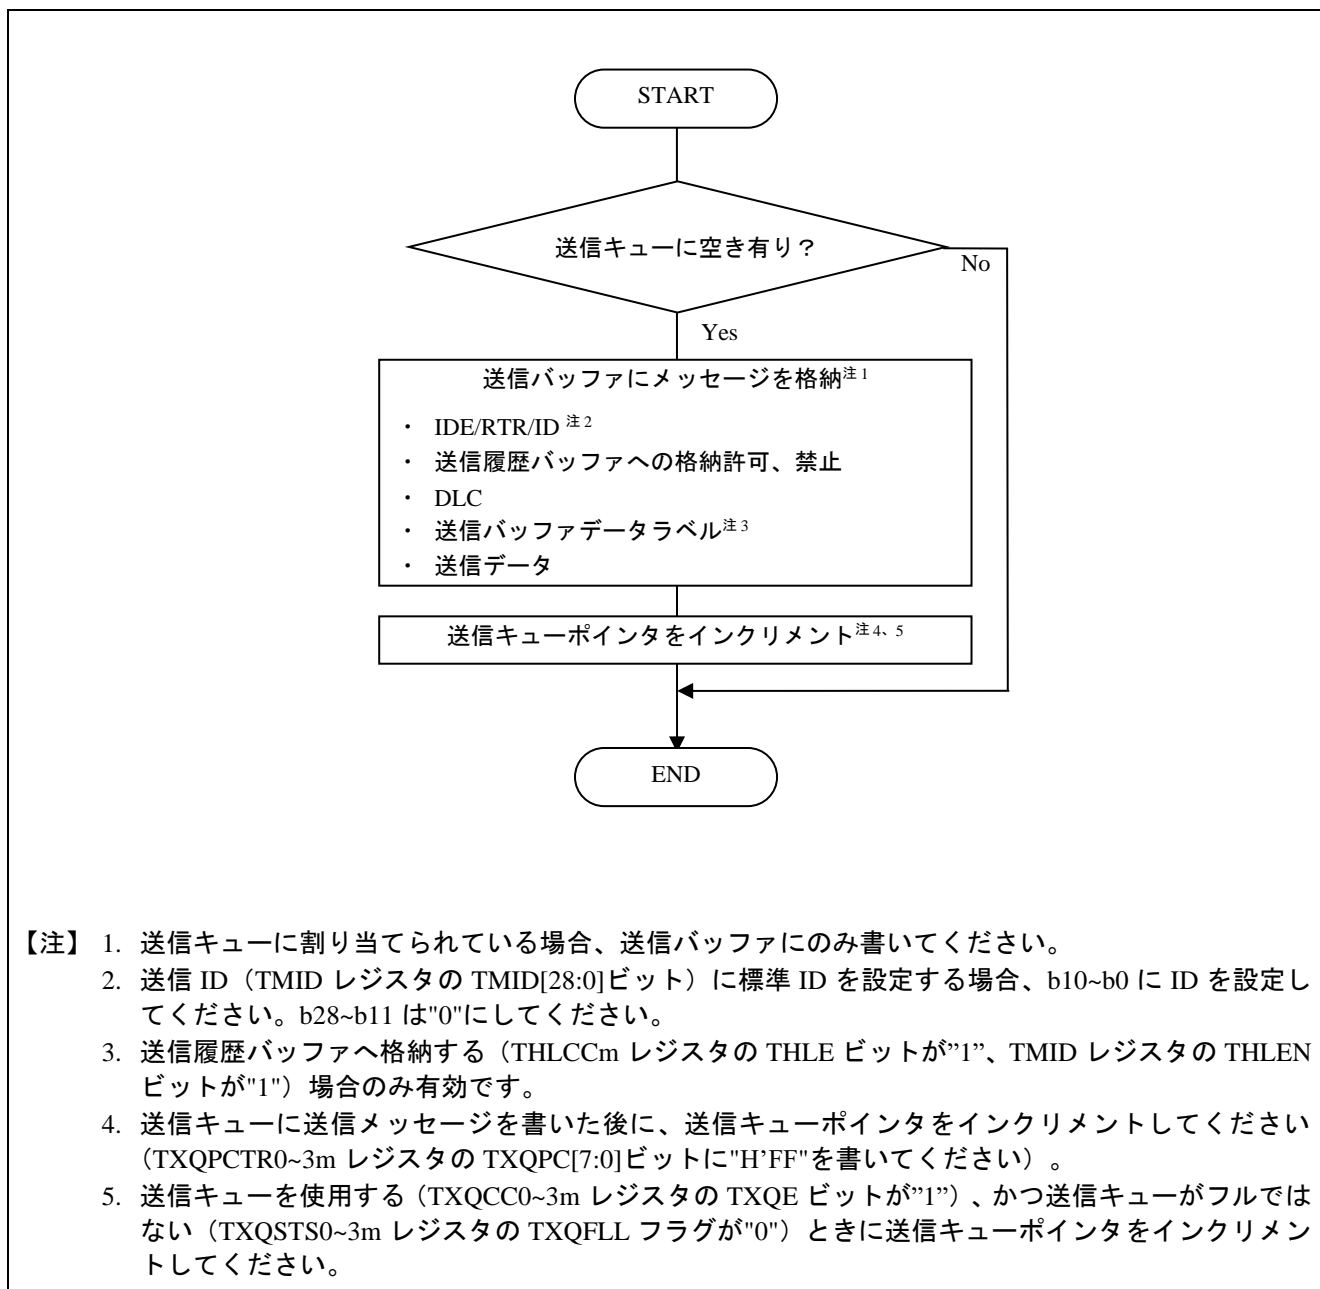 START
送信キューに空き有り？
No
Yes
送信バッファにメッセージを格納注 1
・ IDE/RTR/ID 注 2
・ 送信履歴バッファへの格納許可、禁止
・ DLC
・ 送信バッファデータラベル注 3
・ 送信データ
送信キューポインタをインクリメント注 4、5
END
【注】 1. 送信キューに割り当てられている場合、送信バッファにのみ書いてください。
2. 送信 ID（TMID レジスタの TMID[28:0]ビット）に標準 ID を設定する場合、b10~b0 に ID を設定し
てください。b28~b11 は"0"にしてください。
3. 送信履歴バッファへ格納する（THLCCm レジスタの THLE ビットが”1”、TMID レジスタの THLEN
ビットが"1"）場合のみ有効です。
4. 送信キューに送信メッセージを書いた後に、送信キューポインタをインクリメントしてください
（TXQPCTR0~3m レジスタの TXQPC[7:0]ビットに"H’FF"を書いてください）。
5. 送信キューを使用する（TXQCC0~3m レジスタの TXQE ビットが”1”）、かつ送信キューがフルでは
ない（TXQSTS0~3m レジスタの TXQFLL フラグが"0"）ときに送信キューポインタをインクリメン
トしてください。